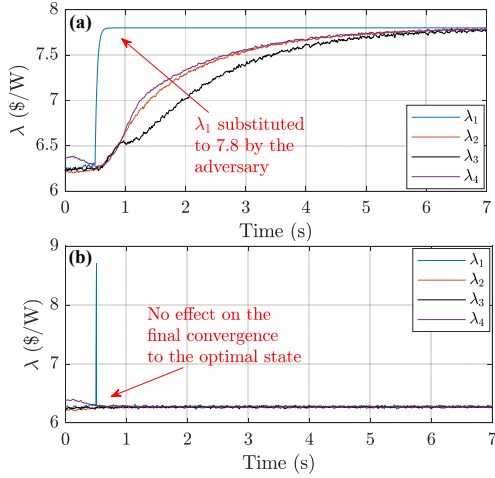 (a)
8
7.5
7
6.5
6
λ ($/W)
λ₁ substituted
to 7.8 by the
adversary
λ₁
λ₂
λ₃
λ₄
0 1 2 3 4 5 6 7
Time (s)
(b)
9
8
7
6
λ ($/W)
No effect on the
final convergence
to the optimal state
λ₁
λ₂
λ₃
λ₄
0 1 2 3 4 5 6 7
Time (s)